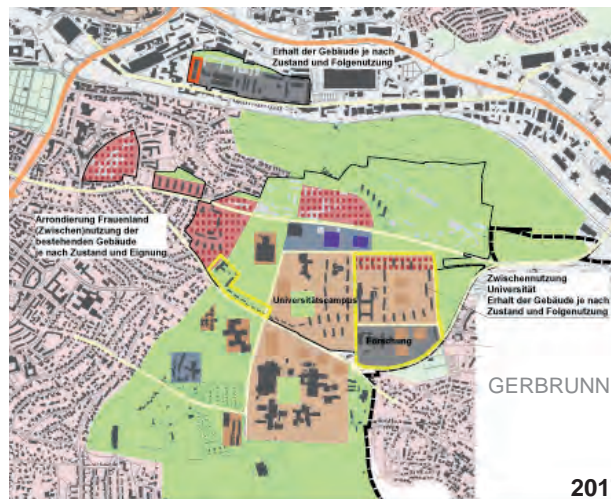 Erhalt der Gebäude je nach
Zustand und Folgenutzung
Arrondierung Frauenland
(Zwischen)nutzung der
bestehenden Gebäude
je nach Zustand und Eignung
Zwischennutzung
Universität
Erhalt der Gebäude je nach
Zustand und Folgenutzung
Universitätscampus
Forschung
GERBRUNN
201